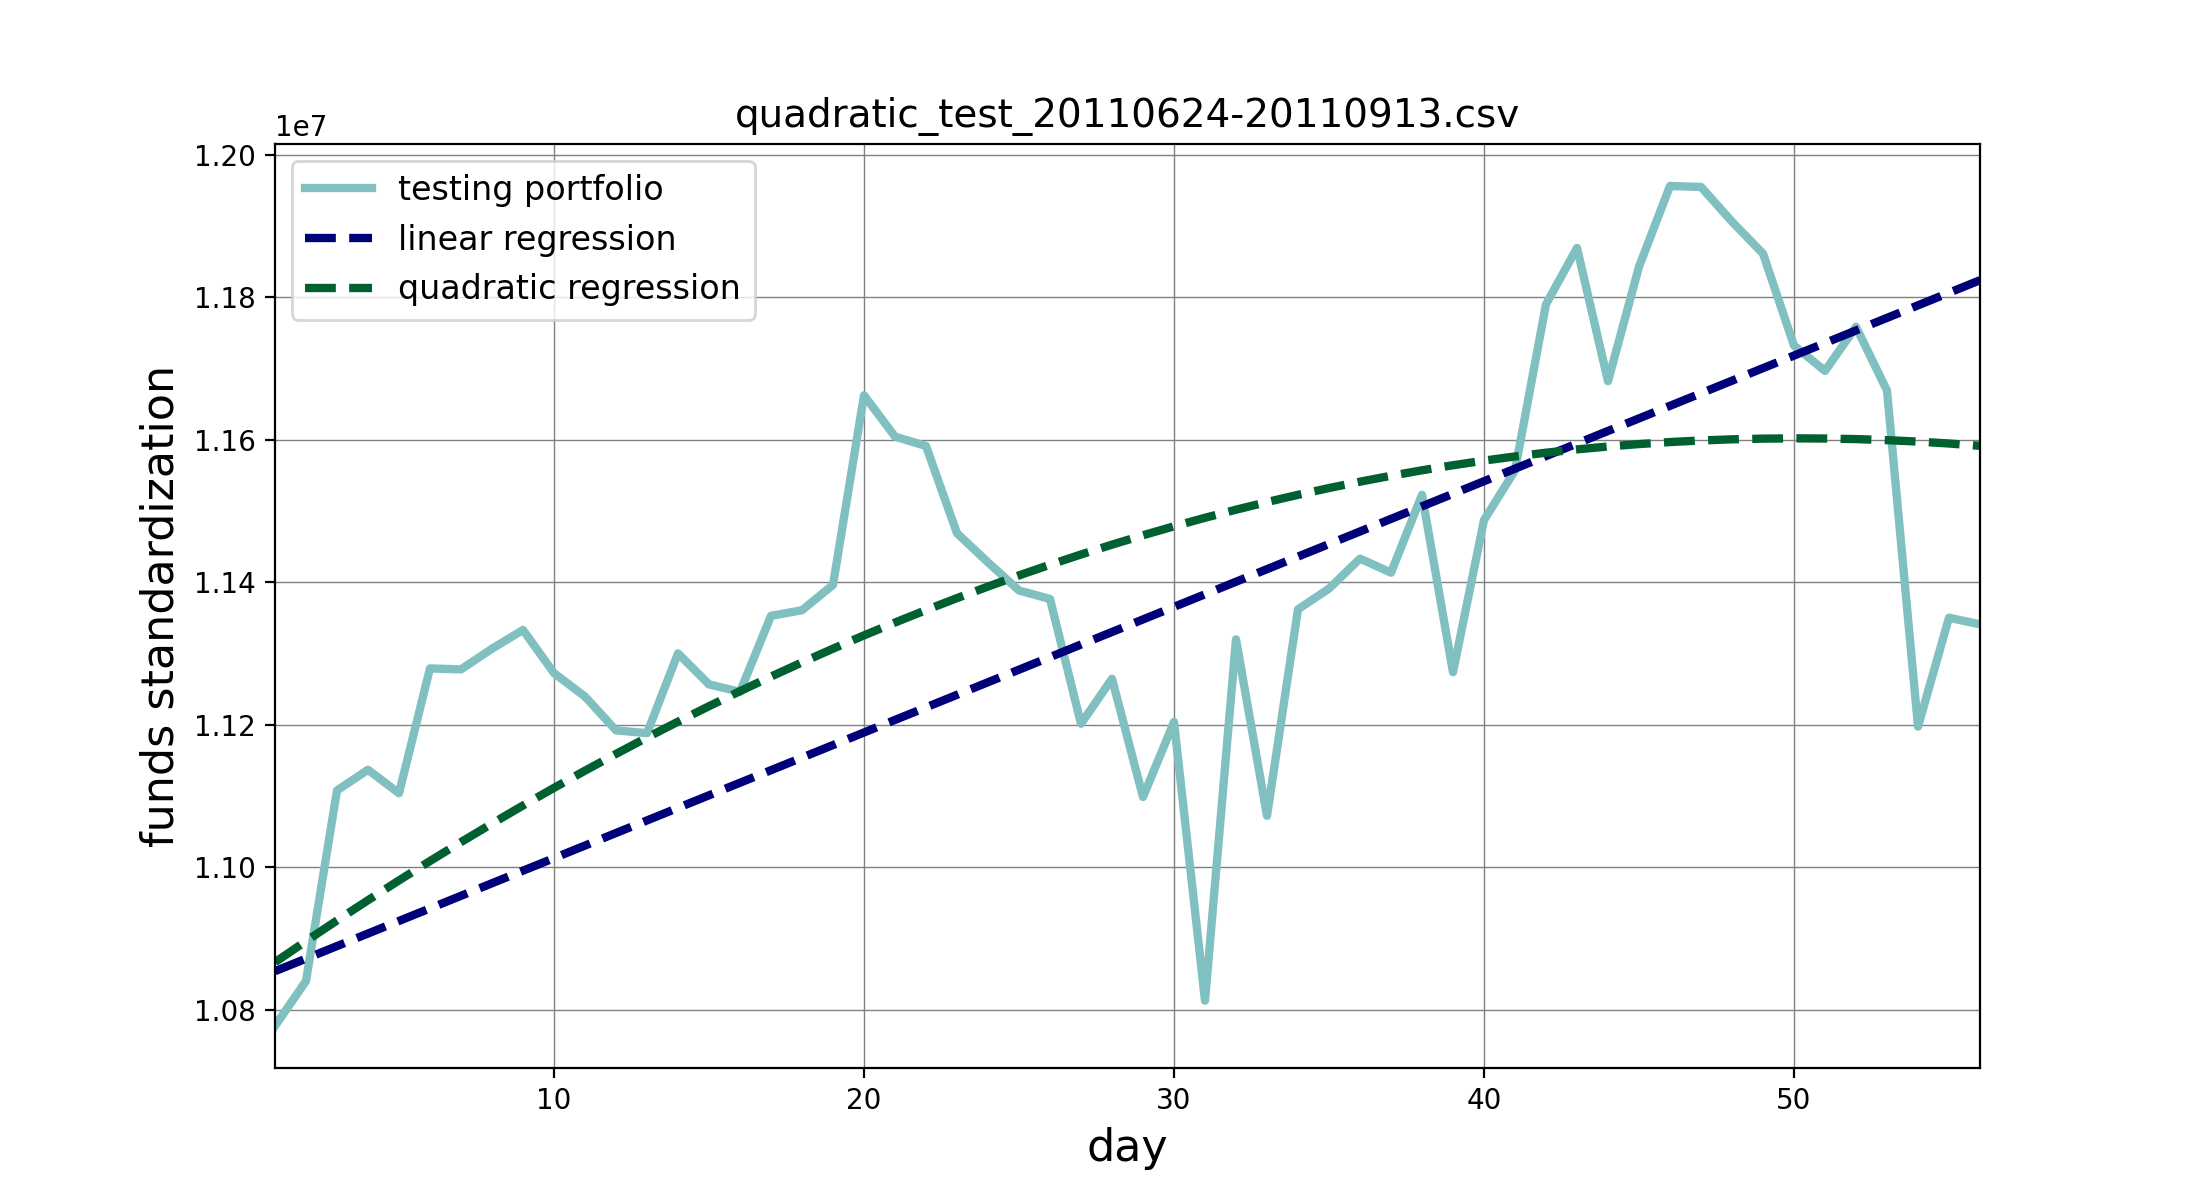 quadratic_test_20110624-20110913.csv
1e7
1.20
1.18
1.16
1.14
1.12
1.10
1.08
testing portfolio
linear regression
quadratic regression
funds standardization
10 20 30 40 50
day